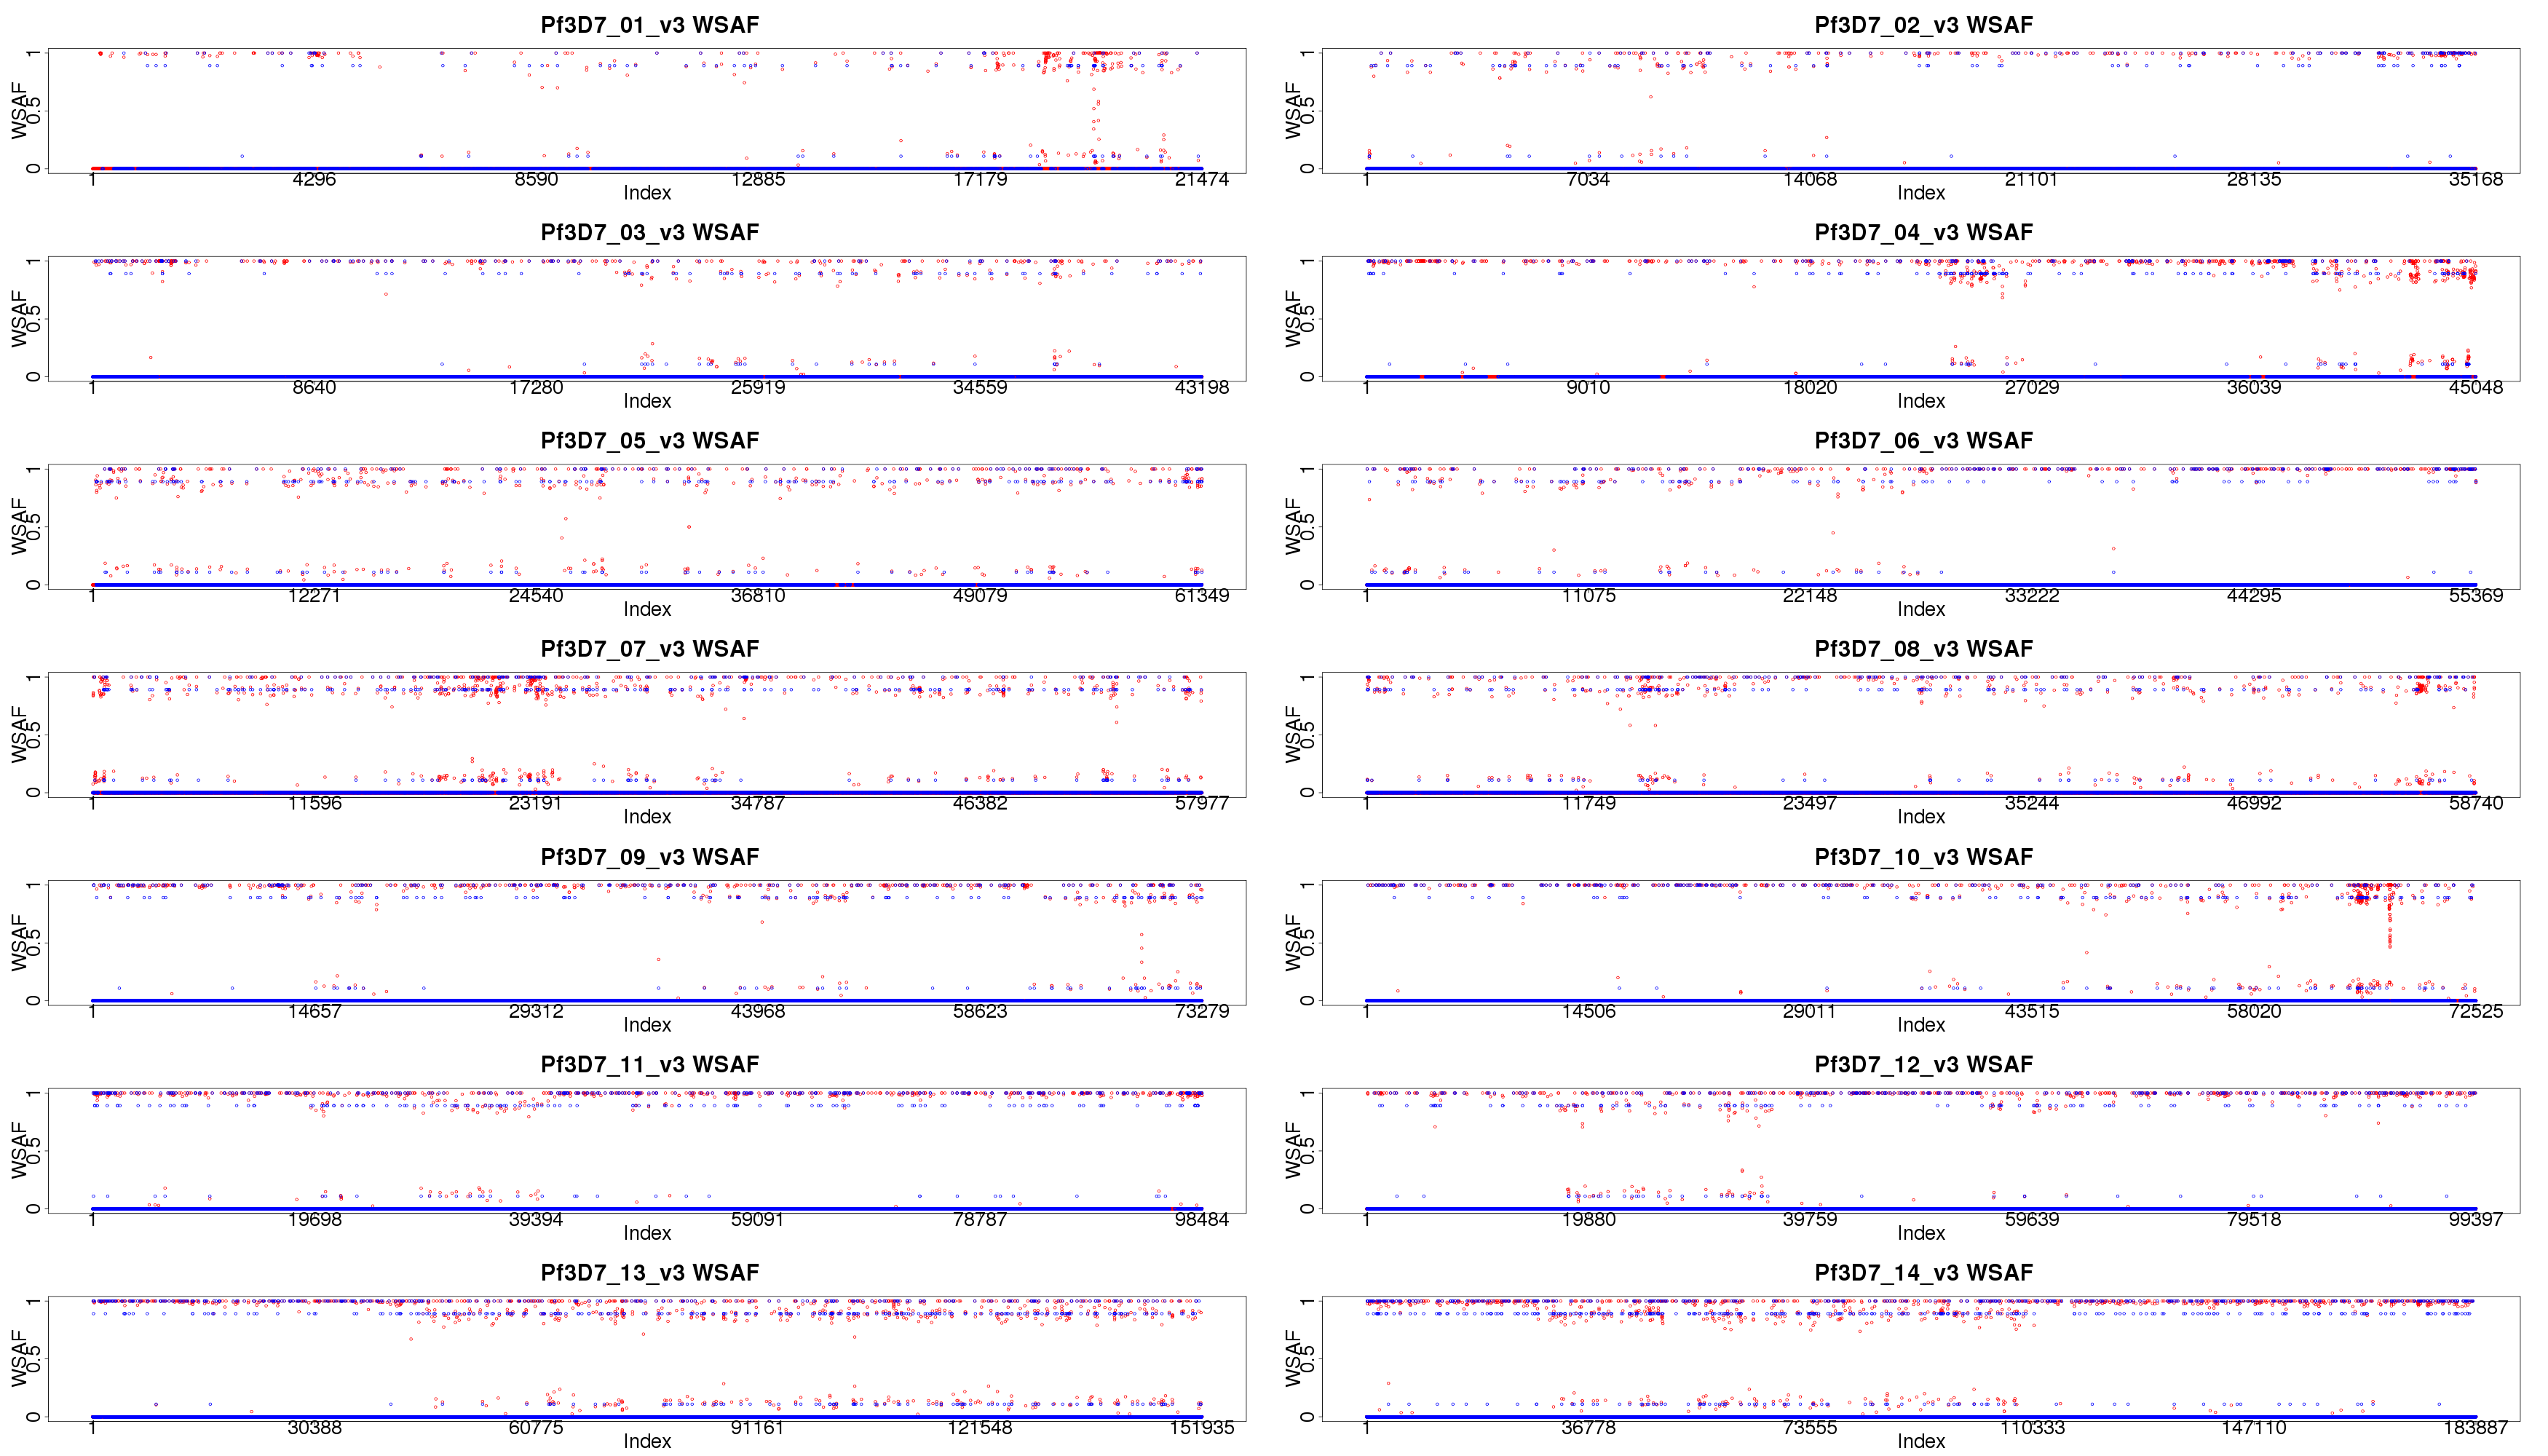 Pf3D7_01_v3 WSAF
WSAF
0 0.5 1
1 4296 8590 12885 17179 21474
Index
Pf3D7_02_v3 WSAF
WSAF
0 0.5 1
1 7034 14068 21101 28135 35168
Index
Pf3D7_03_v3 WSAF
WSAF
0 0.5 1
1 8640 17280 25919 34559 43198
Index
Pf3D7_04_v3 WSAF
WSAF
0 0.5 1
1 9010 18020 27029 36039 45048
Index
Pf3D7_05_v3 WSAF
WSAF
0 0.5 1
1 12271 24540 36810 49079 61349
Index
Pf3D7_06_v3 WSAF
WSAF
0 0.5 1
1 11075 22148 33222 44295 55369
Index
Pf3D7_07_v3 WSAF
WSAF
0 0.5 1
1 11596 23191 34787 46382 57977
Index
Pf3D7_08_v3 WSAF
WSAF
0 0.5 1
1 11749 23497 35244 46992 58740
Index
Pf3D7_09_v3 WSAF
WSAF
0 0.5 1
1 14657 29312 43968 58623 73279
Index
Pf3D7_10_v3 WSAF
WSAF
0 0.5 1
1 14506 29011 43515 58020 72525
Index
Pf3D7_11_v3 WSAF
WSAF
0 0.5 1
1 19698 39394 59091 78787 98484
Index
Pf3D7_12_v3 WSAF
WSAF
0 0.5 1
1 19880 39759 59639 79518 99397
Index
Pf3D7_13_v3 WSAF
WSAF
0 0.5 1
1 30388 60775 91161 121548 151935
Index
Pf3D7_14_v3 WSAF
WSAF
0 0.5 1
1 36778 73555 110333 147110 183887
Index